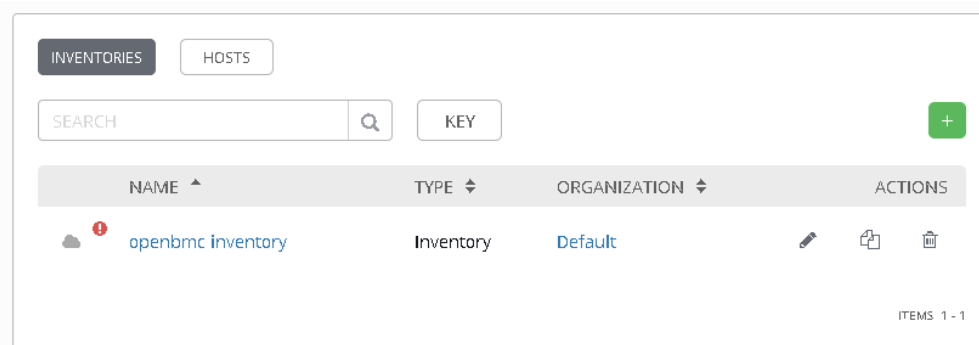 INVENTORIES HOSTS
SEARCH KEY +
NAME TYPE ORGANIZATION ACTIONS
openbmc inventory Inventory Default
ITEMS 1 - 1